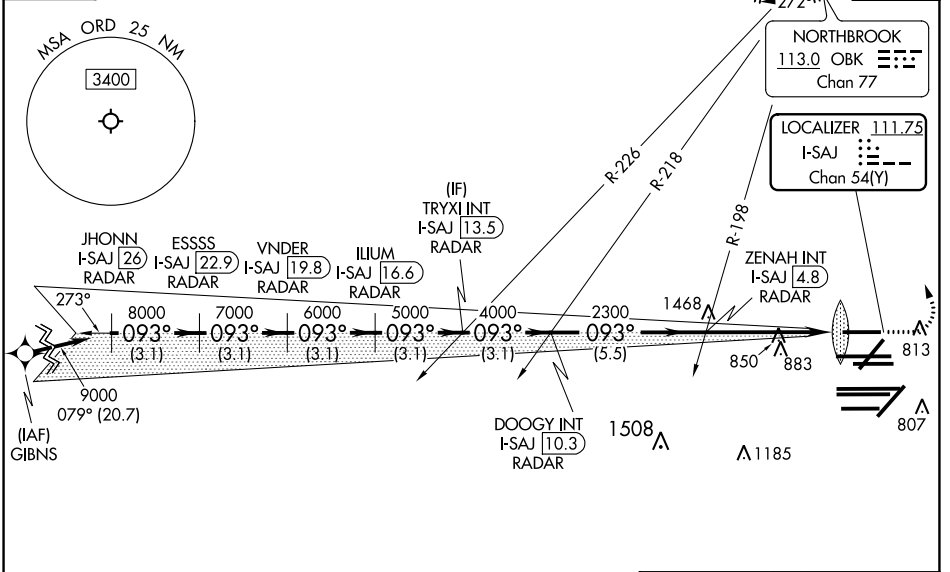 272°
MSA ORD 25 NM
3400
NORTHBROOK
113.0 OBK
Chan 77
LOCALIZER 111.75
I-SAJ
Chan 54(Y)
R-226
R-218
R-198
(IF)
TRYXI INT
I-SAJ 13.5
RADAR
JHONN
I-SAJ 26
RADAR
ESSSS
I-SAJ 22.9
RADAR
VNDER
I-SAJ 19.8
RADAR
ILIUM
I-SAJ 16.6
RADAR
ZENAH INT
I-SAJ 4.8
RADAR
273°
8000 7000 6000 5000 4000 2300 1468
093° 093° 093° 093° 093° 093°
(3.1) (3.1) (3.1) (3.1) (3.1) (5.5)
850 883 813
9000
079° (20.7)
(IAF)
GIBNS
DOOGY INT
I-SAJ 10.3
RADAR
1508
1185
807